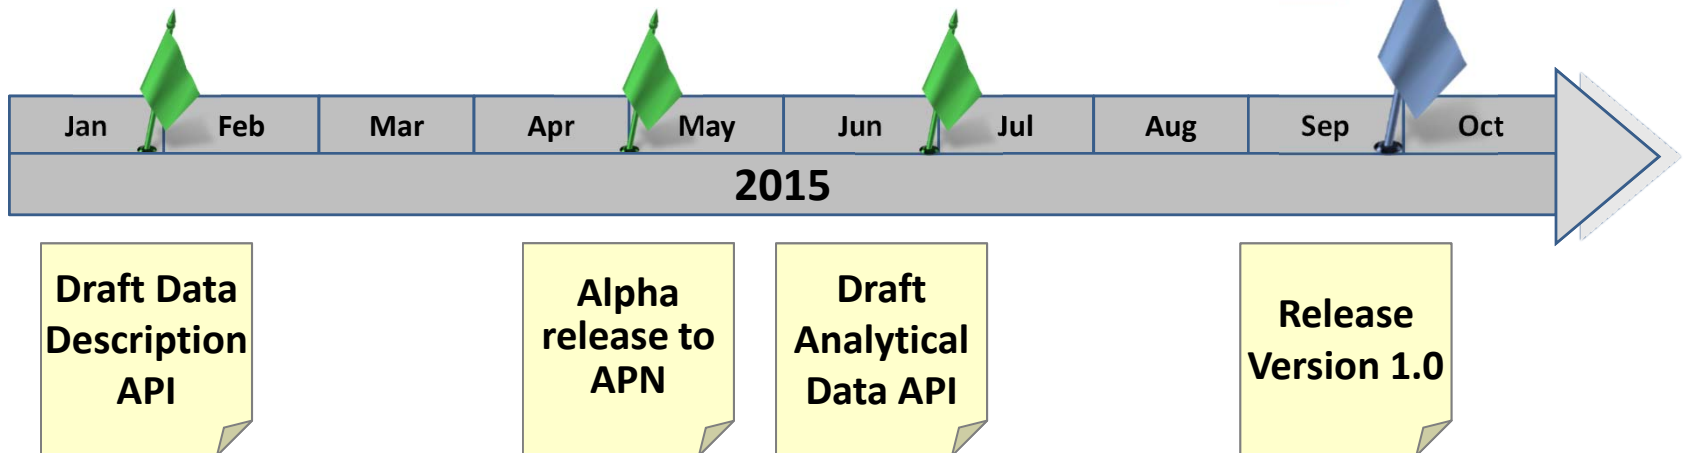 Jan Feb Mar Apr May Jun Jul Aug Sep Oct
2015
Draft Data
Description
API
Alpha
release to
APN
Draft
Analytical
Data API
Release
Version 1.0